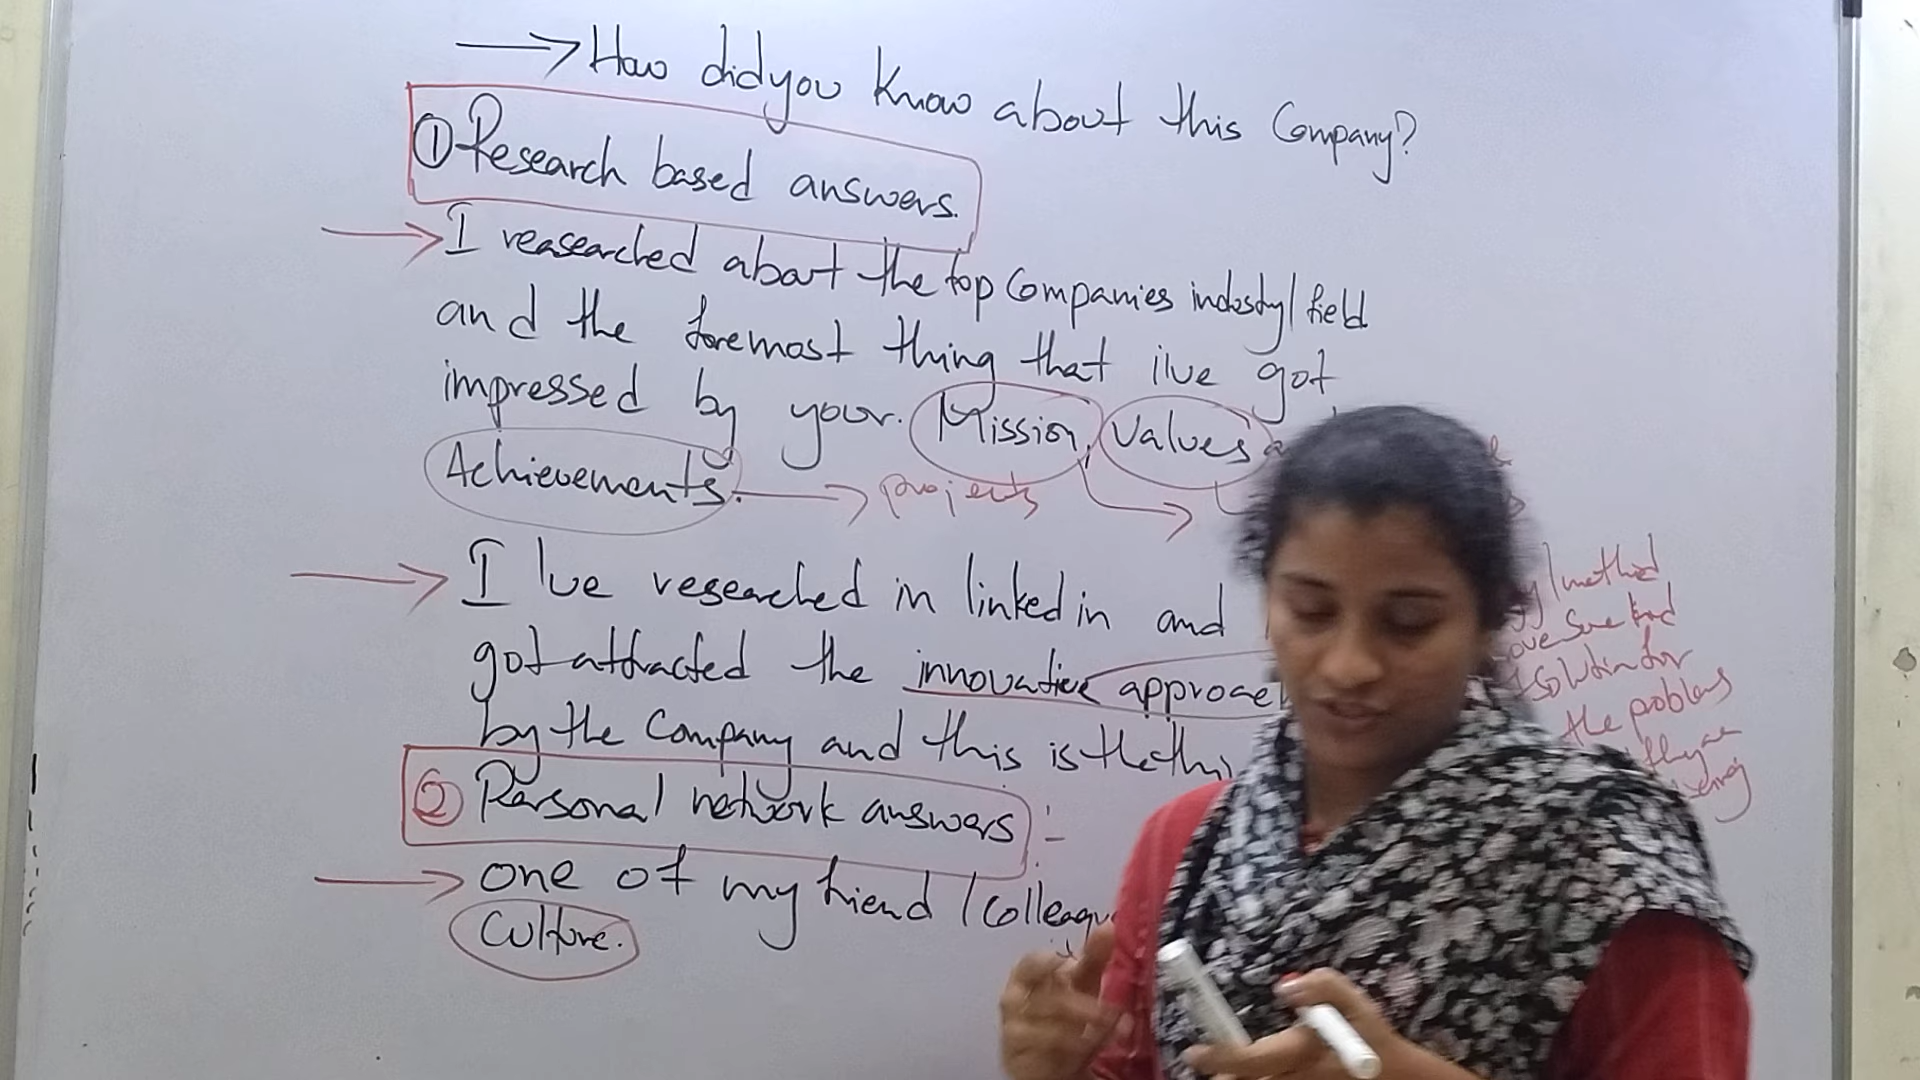 → How did you know about this Company?
① Research based answers.
→ I reasearched about the top Companies industry/field
and the foremost thing that i've got
impressed by your. Mission, Values
Achievements. → projects →
→ I I've researched in linkedin and
got attracted the innovative approach
by the Company and this is the
② Personal network answers :-
→ one of my friend / Colleague
Culture.
method
solution for
the problems